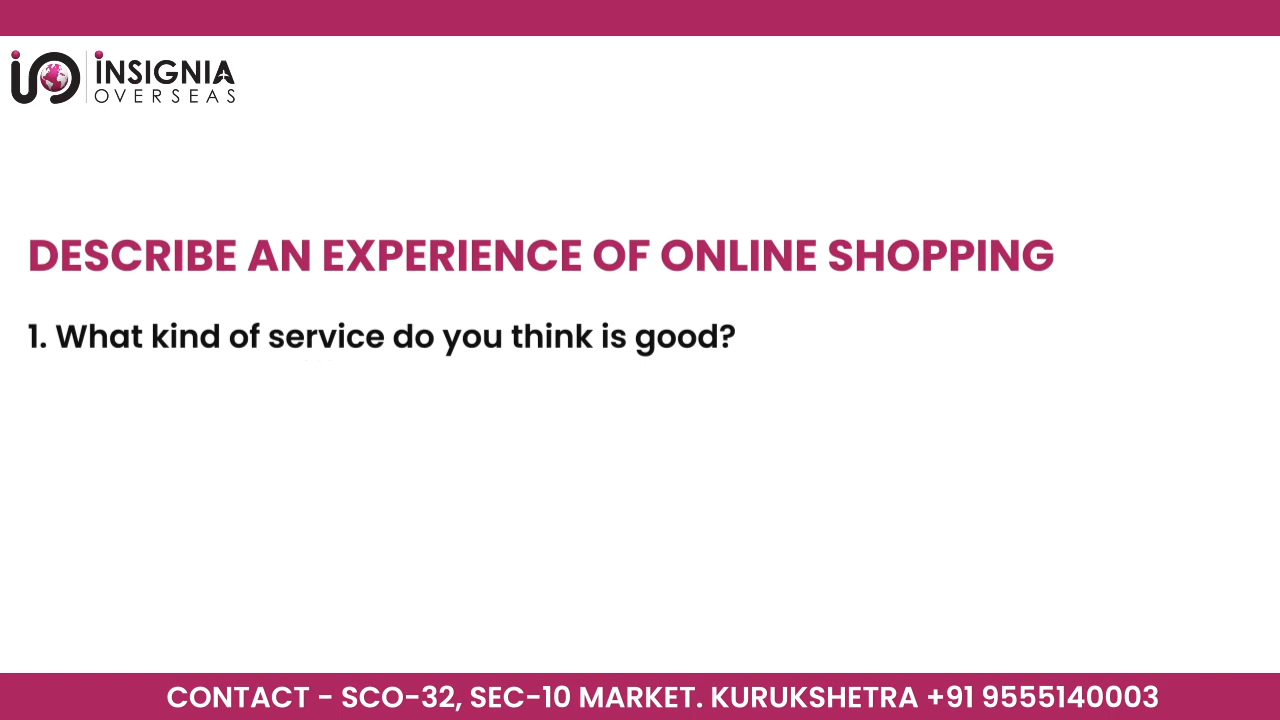 INSIGNIA
OVERSEAS
DESCRIBE AN EXPERIENCE OF ONLINE SHOPPING
1. What kind of service do you think is good?
CONTACT - SCO-32, SEC-10 MARKET. KURUKSHETRA +91 9555140003